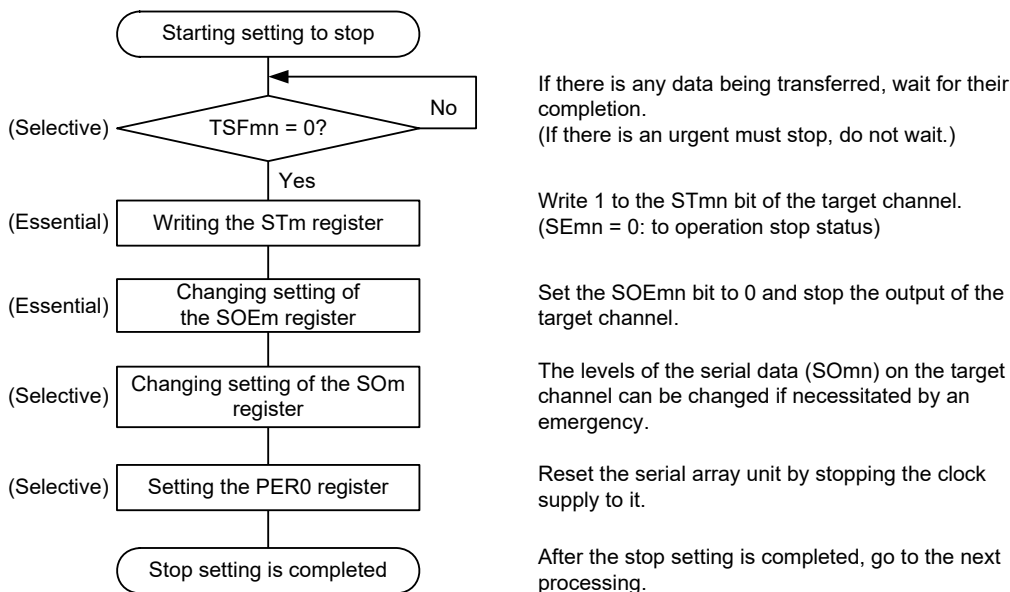 Starting setting to stop
If there is any data being transferred, wait for their
completion.
(If there is an urgent must stop, do not wait.)
(Selective)
TSFmn = 0?
No
Yes
(Essential)
Writing the STm register
Write 1 to the STmn bit of the target channel.
(SEmn = 0: to operation stop status)
(Essential)
Changing setting of
the SOEm register
Set the SOEmn bit to 0 and stop the output of the
target channel.
(Selective)
Changing setting of the SOm
register
The levels of the serial data (SOmn) on the target
channel can be changed if necessitated by an
emergency.
(Selective)
Setting the PER0 register
Reset the serial array unit by stopping the clock
supply to it.
Stop setting is completed
After the stop setting is completed, go to the next
processing.